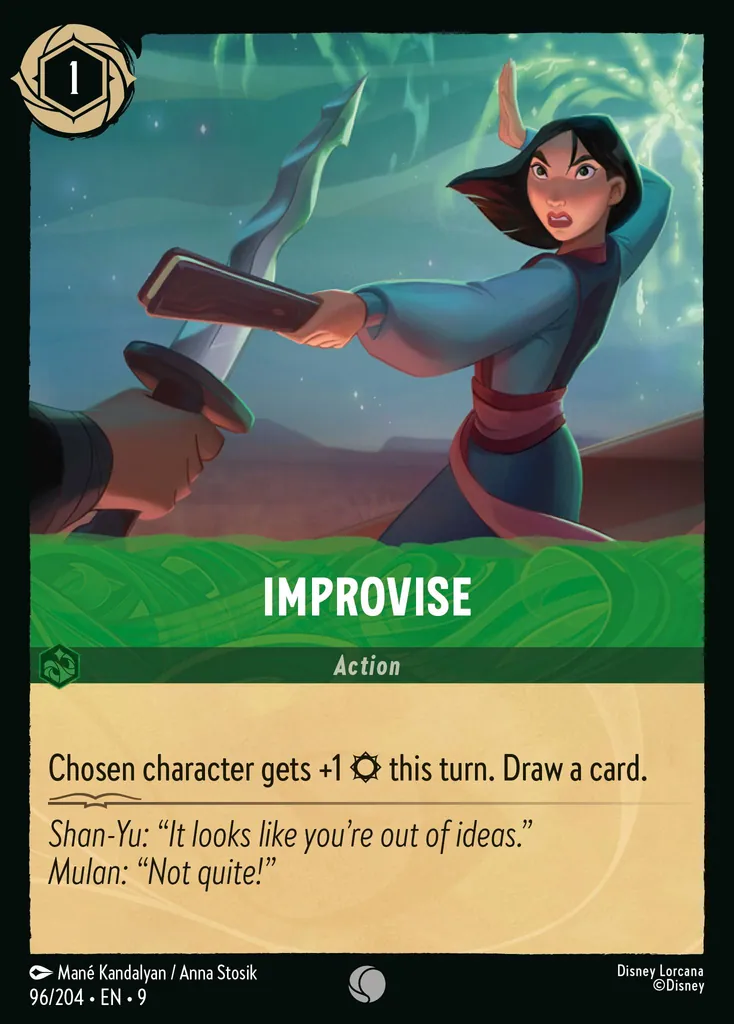 1
IMPROVISE
Action
Chosen character gets +1 this turn. Draw a card.
Shan-Yu: “It looks like you’re out of ideas.”
Mulan: “Not quite!”
Mané Kandalyan / Anna Stosik
Disney Lorcana
96/204 • EN • 9
©Disney